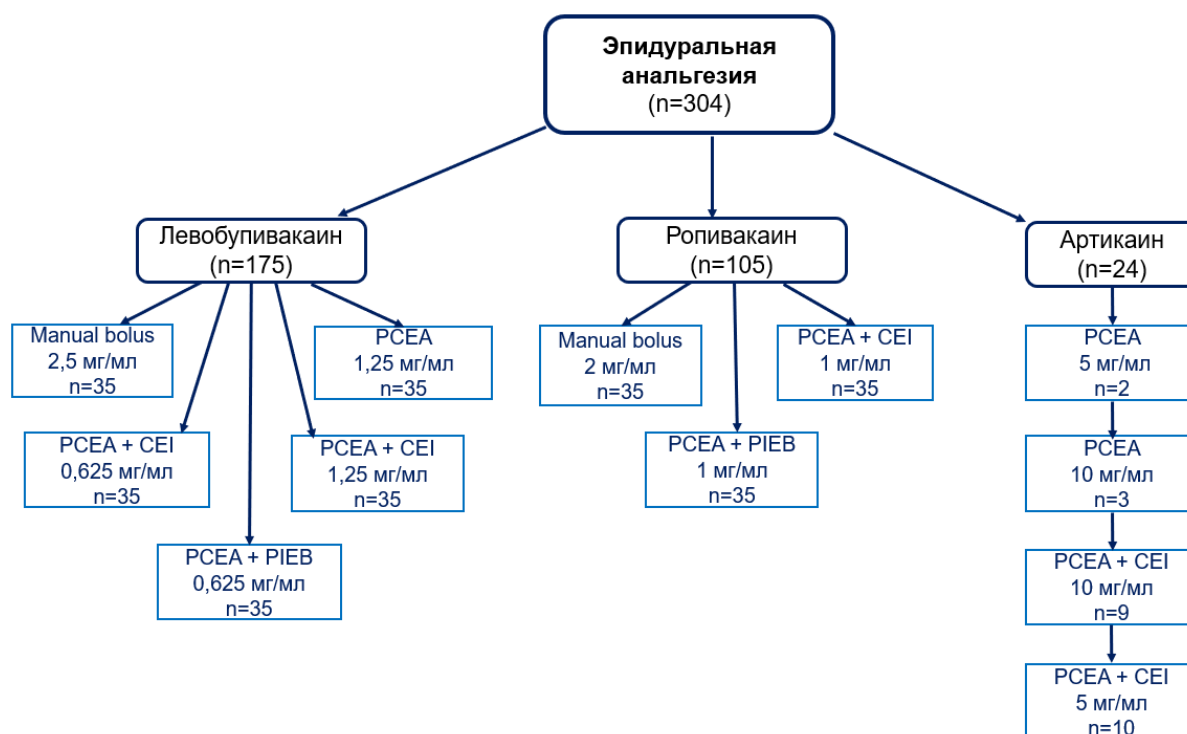 Эпидуральная
анальгезия
(n=304)
Левобупивакаин
(n=175)
Ропивакаин
(n=105)
Артикаин
(n=24)
Manual bolus
2,5 мг/мл
n=35
PCEA
1,25 мг/мл
n=35
PCEA + CEI
0,625 мг/мл
n=35
PCEA + CEI
1,25 мг/мл
n=35
PCEA + PIEB
0,625 мг/мл
n=35
Manual bolus
2 мг/мл
n=35
PCEA + CEI
1 мг/мл
n=35
PCEA + PIEB
1 мг/мл
n=35
PCEA
5 мг/мл
n=2
PCEA
10 мг/мл
n=3
PCEA + CEI
10 мг/мл
n=9
PCEA + CEI
5 мг/мл
n=10